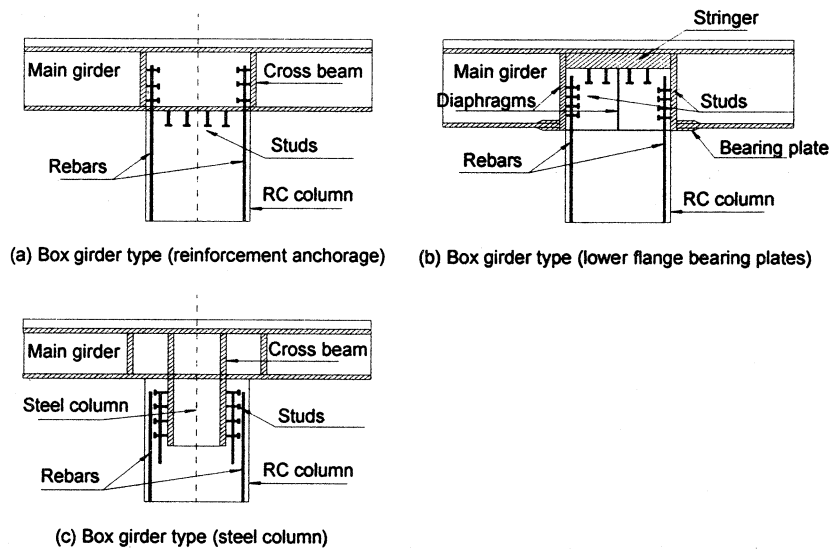 Main girder
Cross beam
Studs
Rebars
RC column
(a) Box girder type (reinforcement anchorage)
Stringer
Main girder
Diaphragms
Studs
Bearing plate
Rebars
RC column
(b) Box girder type (lower flange bearing plates)
Main girder
Cross beam
Steel column
Studs
Rebars
RC column
(c) Box girder type (steel column)